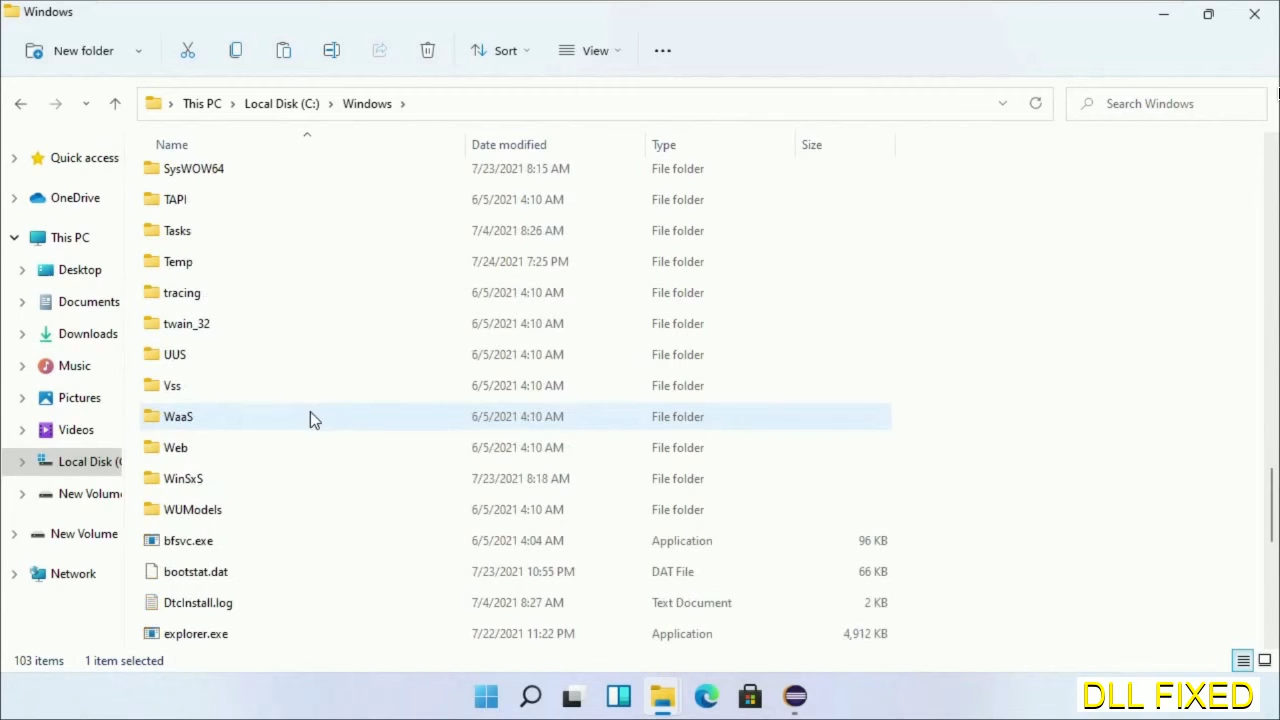 Windows
New folder Sort View
This PC Local Disk (C:) Windows Search Windows
Name Date modified Type Size
Quick access
OneDrive
This PC
Desktop
Documents
Downloads
Music
Pictures
Videos
Local Disk (C
New Volum
New Volume
Network
SysWOW64 7/23/2021 8:15 AM File folder
TAPI 6/5/2021 4:10 AM File folder
Tasks 7/4/2021 8:26 AM File folder
Temp 7/24/2021 7:25 PM File folder
tracing 6/5/2021 4:10 AM File folder
twain_32 6/5/2021 4:10 AM File folder
UUS 6/5/2021 4:10 AM File folder
Vss 6/5/2021 4:10 AM File folder
WaaS 6/5/2021 4:10 AM File folder
Web 6/5/2021 4:10 AM File folder
WinSxS 7/23/2021 8:18 AM File folder
WUModels 6/5/2021 4:10 AM File folder
bfsvc.exe 6/5/2021 4:04 AM Application 96 KB
bootstat.dat 7/23/2021 10:55 PM DAT File 66 KB
DtcInstall.log 7/4/2021 8:27 AM Text Document 2 KB
explorer.exe 7/22/2021 11:22 PM Application 4,912 KB
103 items 1 item selected
DLL FIXED